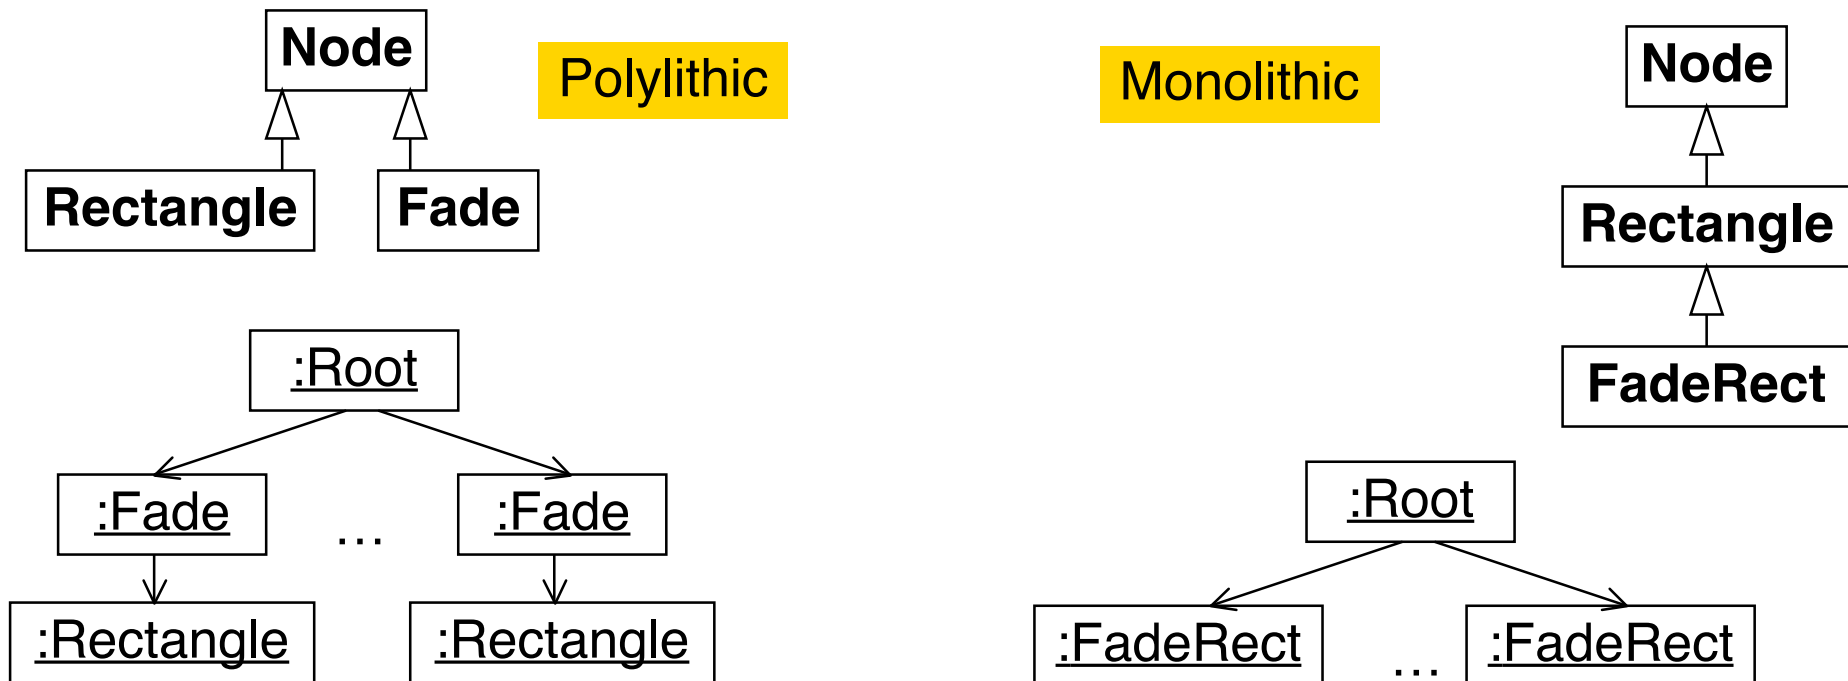 Node
Polylithic
Rectangle
Fade
:Root
:Fade
...
:Fade
:Rectangle
:Rectangle
Monolithic
Node
Rectangle
FadeRect
:Root
:FadeRect
...
:FadeRect